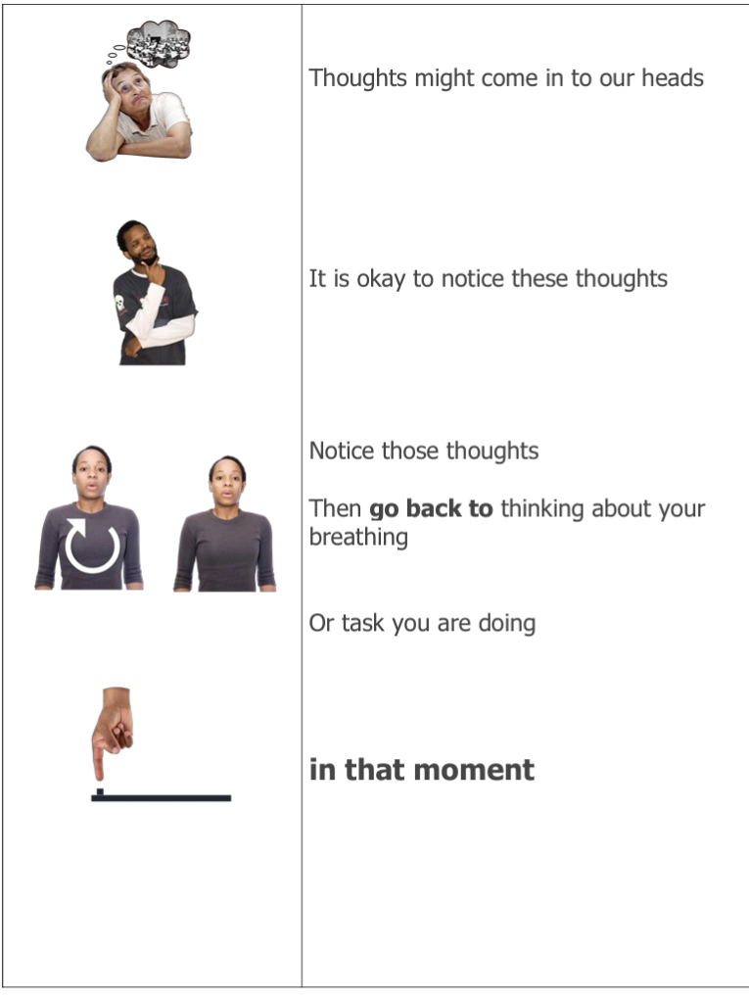 Thoughts might come in to our heads
It is okay to notice these thoughts
Notice those thoughts
Then go back to thinking about your
breathing
Or task you are doing
in that moment